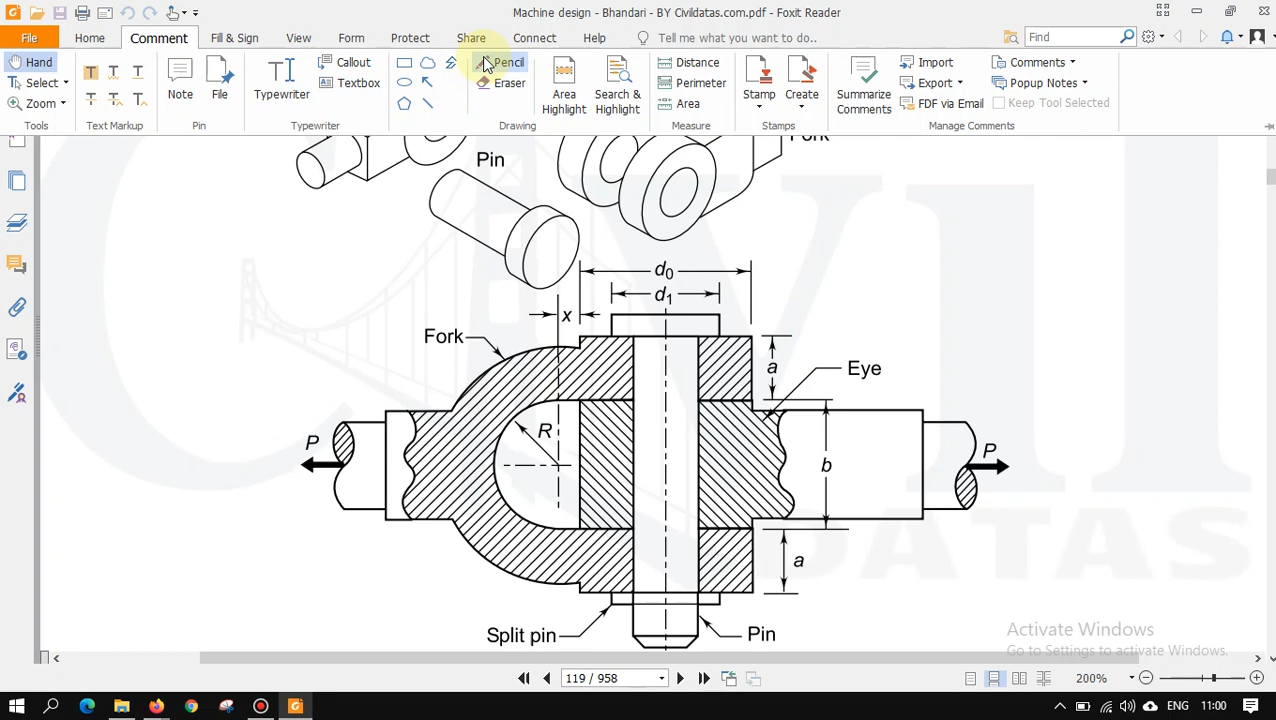 Machine design - Bhandari - BY Civildatas.com.pdf - Foxit Reader
File Home Comment Fill & Sign View Form Protect Share Connect Help Tell me what you want to do.. Find
Hand
Select
Zoom
Tools
Text Markup
Note
File
Pin
Typewriter
Callout
Textbox
Typewriter
Pencil
Eraser
Area Highlight
Search & Highlight
Drawing
Distance
Perimeter
Area
Measure
Stamp
Create
Stamps
Summarize Comments
Import
Export
FDF via Email
Comments
Popup Notes
Keep Tool Selected
Manage Comments
Fork
Pin
d0
d1
x
Fork
a
Eye
R
P
P
b
a
Split pin
Pin
Civil
DATAS
Activate Windows
Go to Settings to activate Windows.
119 / 958
200%
ENG 11:00